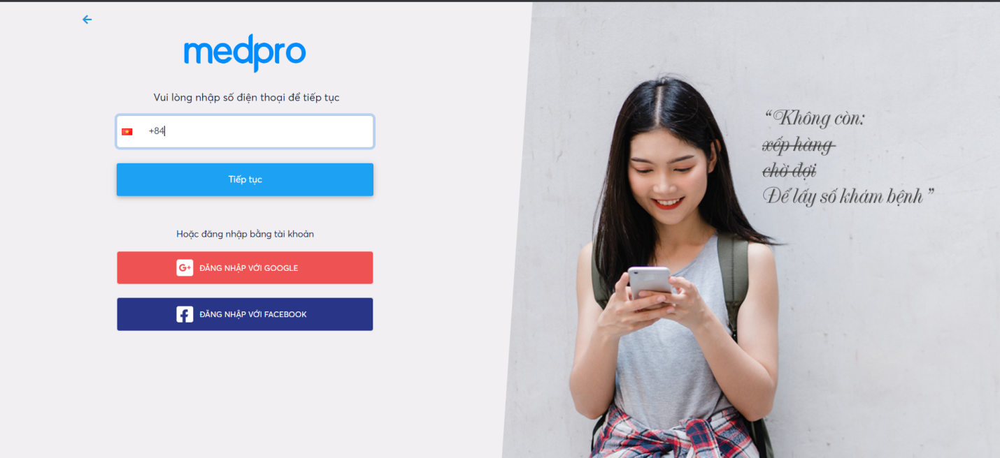 medpro
Vui lòng nhập số điện thoại để tiếp tục
+84
Tiếp tục
Hoặc đăng nhập bằng tài khoản
G+ ĐĂNG NHẬP VỚI GOOGLE
ĐĂNG NHẬP VỚI FACEBOOK
“Không còn:
xếp hàng
chờ đợi
Để lấy số khám bệnh”